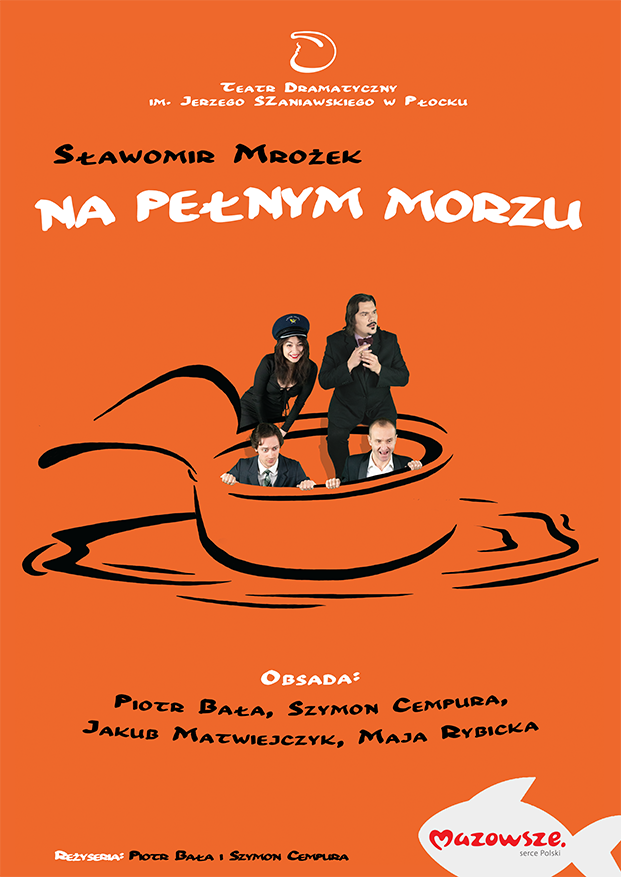 Teatr Dramatyczny
im. Jerzego Szaniawskiego w Płocku
Sławomir Mrożek
NA PEŁNYM MORZU
Obsada:
Piotr Bała, Szymon Cempura,
Jakub Matwiejczyk, Maja Rybicka
Reżyseria: Piotr Bała i Szymon Cempura
mazowsze.
serce Polski